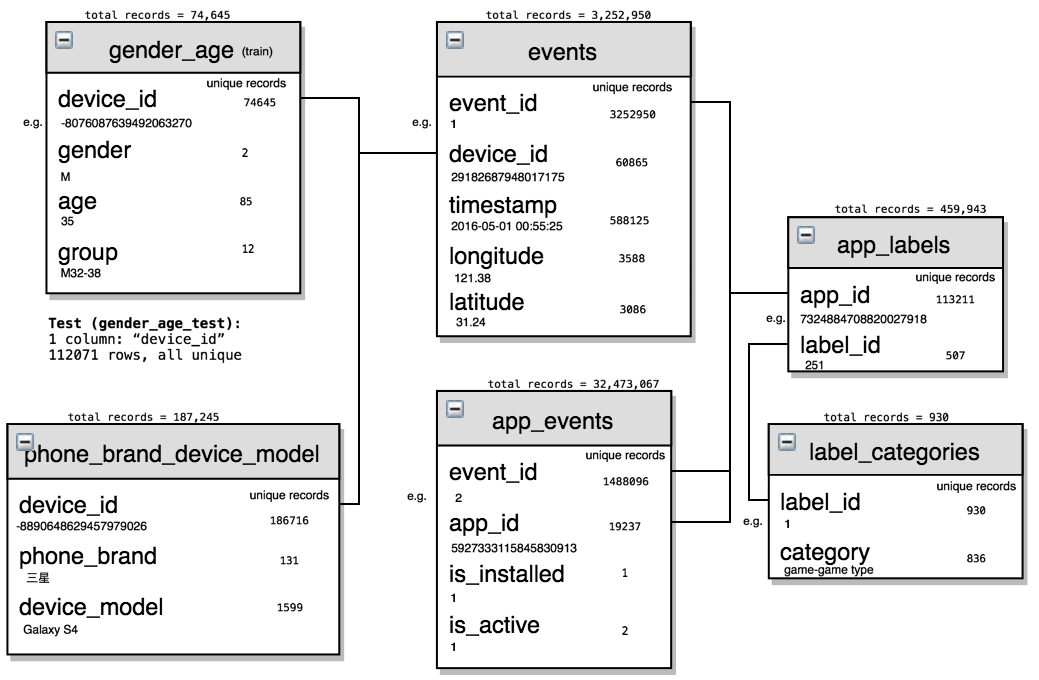 total records = 74,645
gender_age (train)
unique records
device_id 74645
e.g. -8076087639492063270
gender 2
M
age 85
35
group 12
M32-38
Test (gender_age_test):
1 column: “device_id”
112071 rows, all unique
total records = 187,245
phone_brand_device_model
unique records
device_id 186716
-8890648629457979026
phone_brand 131
三星
device_model 1599
Galaxy S4
total records = 3,252,950
events
unique records
event_id 3252950
e.g. 1
device_id 60865
29182687948017175
timestamp 588125
2016-05-01 00:55:25
longitude 3588
121.38
latitude 3086
31.24
total records = 32,473,067
app_events
unique records
event_id 1488096
e.g. 2
app_id 19237
5927333115845830913
is_installed 1
1
is_active 2
1
total records = 459,943
app_labels
unique records
app_id 113211
e.g. 7324884708820027918
label_id 507
251
total records = 930
label_categories
unique records
label_id 930
e.g. 1
category 836
game-game type